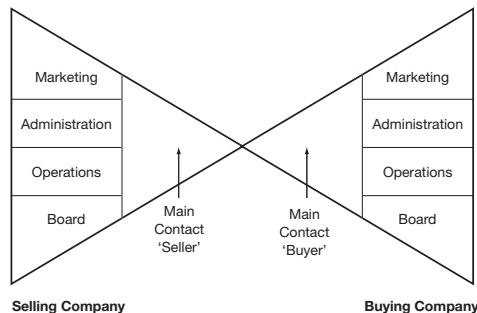 Marketing
Administration
Operations
Board
Main
Contact
‘Seller’
Main
Contact
‘Buyer’
Marketing
Administration
Operations
Board
Selling Company
Buying Company